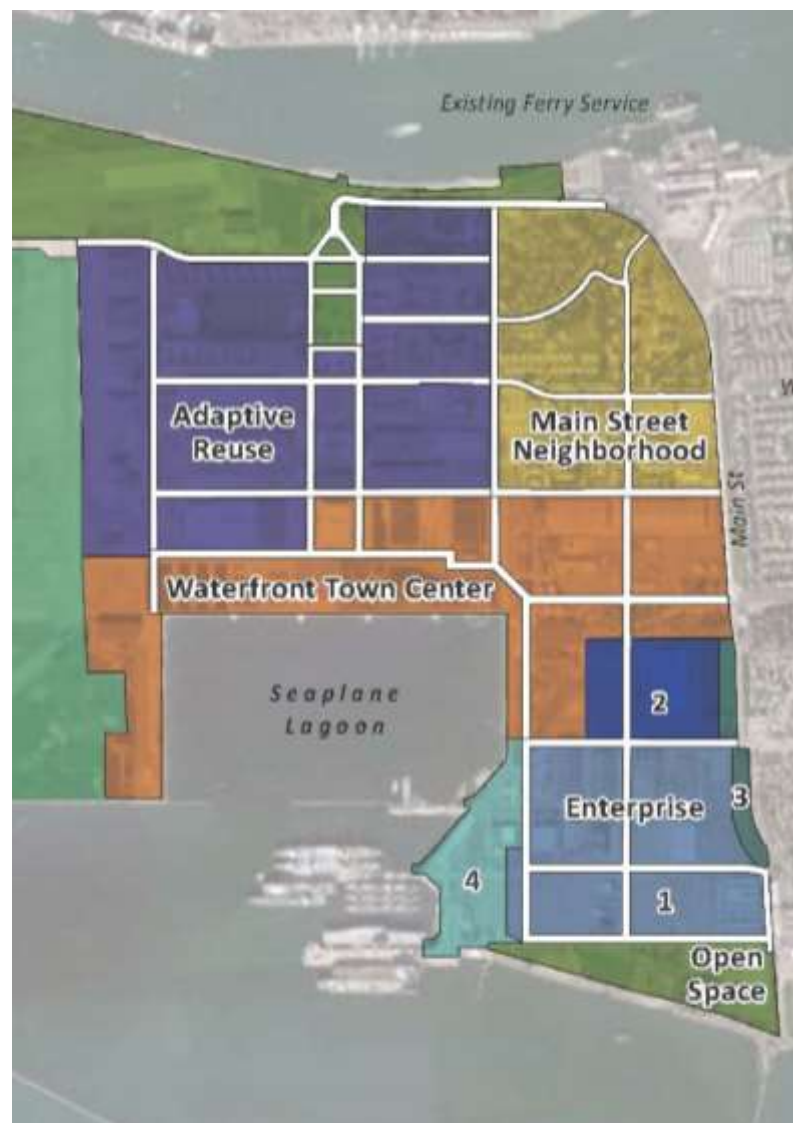 Existing Ferry Service
Adaptive
Reuse
Main Street
Neighborhood
Main St
Waterfront Town Center
Seaplane
Lagoon
2
Enterprise
3
4
1
Open
Space